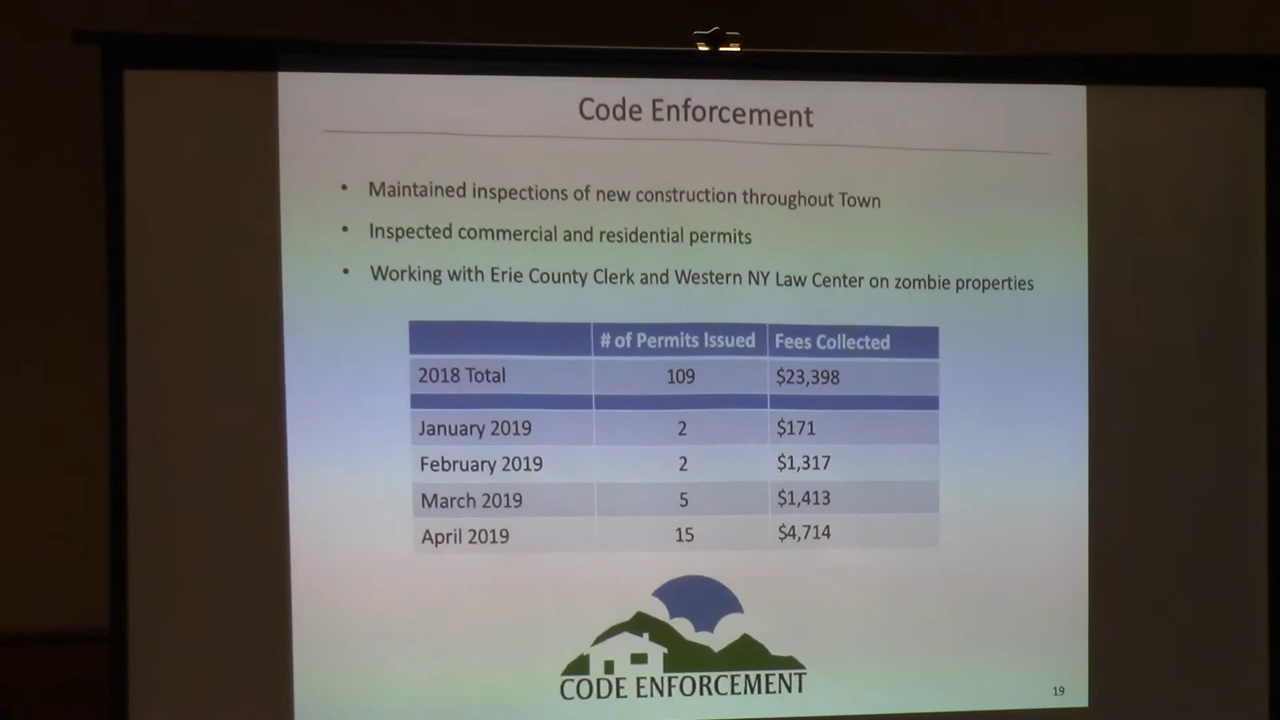 Code Enforcement
• Maintained inspections of new construction throughout Town
• Inspected commercial and residential permits
• Working with Erie County Clerk and Western NY Law Center on zombie properties
# of Permits Issued Fees Collected
2018 Total 109 $23,398
January 2019 2 $171
February 2019 2 $1,317
March 2019 5 $1,413
April 2019 15 $4,714
CODE ENFORCEMENT
19